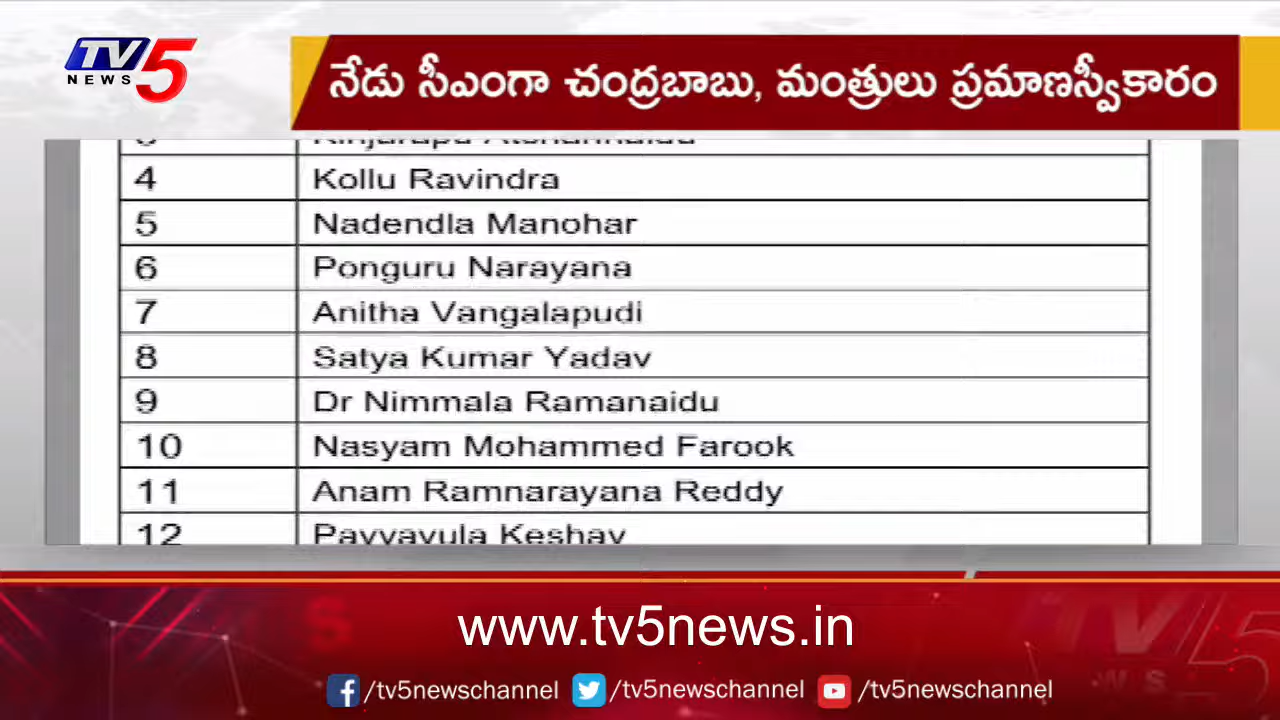 TV5
NEWS
నేడు సీఎంగా చంద్రబాబు, మంత్రులు ప్రమాణస్వీకారం
4 Kollu Ravindra
5 Nadendla Manohar
6 Ponguru Narayana
7 Anitha Vangalapudi
8 Satya Kumar Yadav
9 Dr Nimmala Ramanaidu
10 Nasyam Mohammed Farook
11 Anam Ramnarayana Reddy
12 Payyavula Keshav
www.tv5news.in
/tv5newschannel /tv5newschannel /tv5newschannel